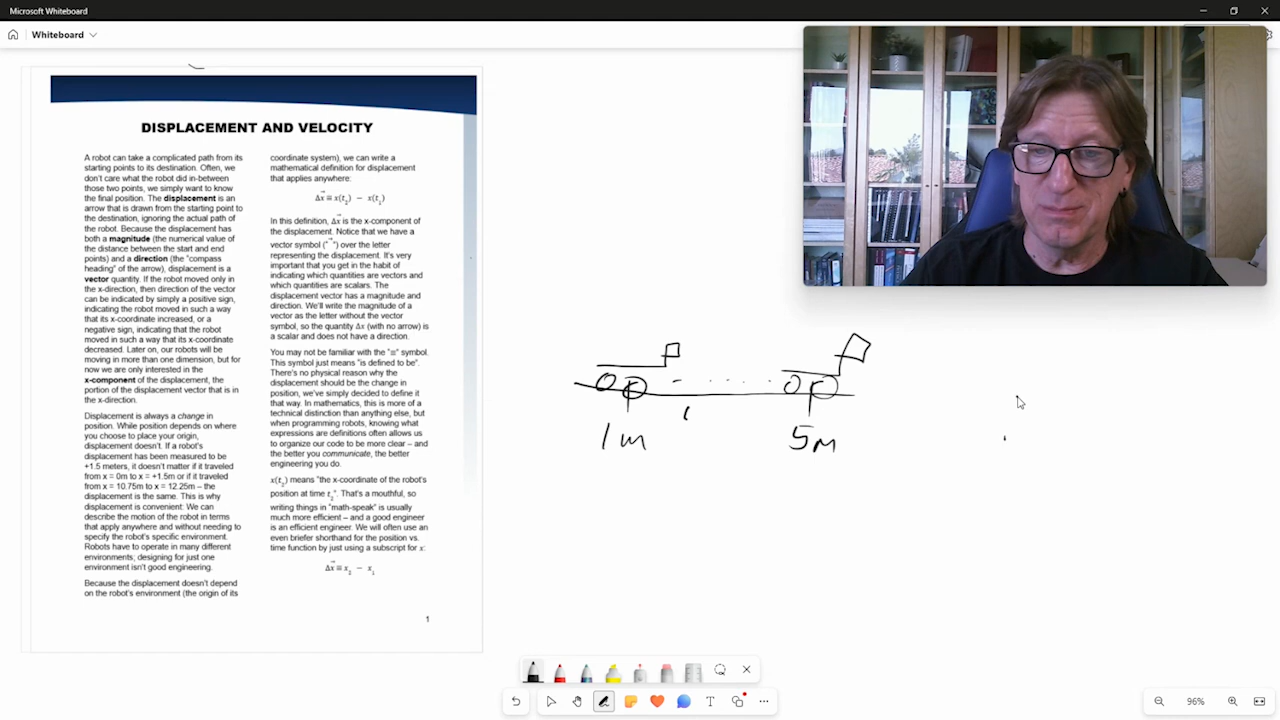 Microsoft Whiteboard
Whiteboard
DISPLACEMENT AND VELOCITY
A robot can take a complicated path from its
starting points to its destination. Often, we
don't care what the robot did in-between
those two points, we simply want to know
the final position. The displacement is an
arrow that is drawn from the starting point to
the destination, ignoring the actual path of
the robot. Because the displacement has
both a magnitude (the numerical value of
the distance between the start and end
points) and a direction (the "compass
heading" of the arrow), displacement is a
vector quantity. If the robot moved only in
the x-direction, then direction of the vector
can be indicated by simply a positive sign,
indicating the robot moved in such a way
that its x-coordinate increased, or a
negative sign, indicating that the robot
moved in such a way that its x-coordinate
decreased. Later on, our robots will be
moving in more than one dimension, but for
now we are only interested in the
x-component of the displacement, the
portion of the displacement vector that is in
the x-direction.
Displacement is always a change in
position. While position depends on where
you choose to place your origin,
displacement doesn't. If a robot's
displacement has been measured to be
+1.5 meters, it doesn't matter if it traveled
from x = 0m to x = +1.5m or if it traveled
from x = 10.75m to x = 12.25m – the
displacement is the same. This is why
displacement is convenient: We can
describe the motion of the robot in terms
that apply anywhere and without needing to
specify the robot's specific environment.
Robots have to operate in many different
environments; designing for just one
environment isn't good engineering.
Because the displacement doesn't depend
on the robot's environment (the origin of its
coordinate system), we can write a
mathematical definition for displacement
that applies anywhere:
Δx⃗ ≡ x(t₂) − x(t₁)
In this definition, Δx⃗ is the x-component of
the displacement. Notice that we have a
vector symbol ("⃗ ") over the letter
representing the displacement. It's very
important that you get in the habit of
indicating which quantities are vectors and
which quantities are scalars. The
displacement vector has a magnitude and
direction. We'll write the magnitude of a
vector as the letter without the vector
symbol, so the quantity Δx (with no arrow) is
a scalar and does not have a direction.
You may not be familiar with the "≡" symbol.
This symbol just means "is defined to be".
There's no physical reason why the
displacement should be the change in
position, we've simply decided to define it
that way. In mathematics, this is more of a
technical distinction than anything else, but
when programming robots, knowing what
expressions are definitions often allows us
to organize our code to be more clear – and
the better you communicate, the better
engineering you do.
x(t₂) means "the x-coordinate of the robot's
position at time t₂". That's a mouthful, so
writing things in "math-speak" is usually
much more efficient – and a good engineer
is an efficient engineer. We will often use an
even briefer shorthand for the position vs.
time function by just using a subscript for x:
Δx⃗ ≡ x₂ − x₁
1
1m
5m
96%